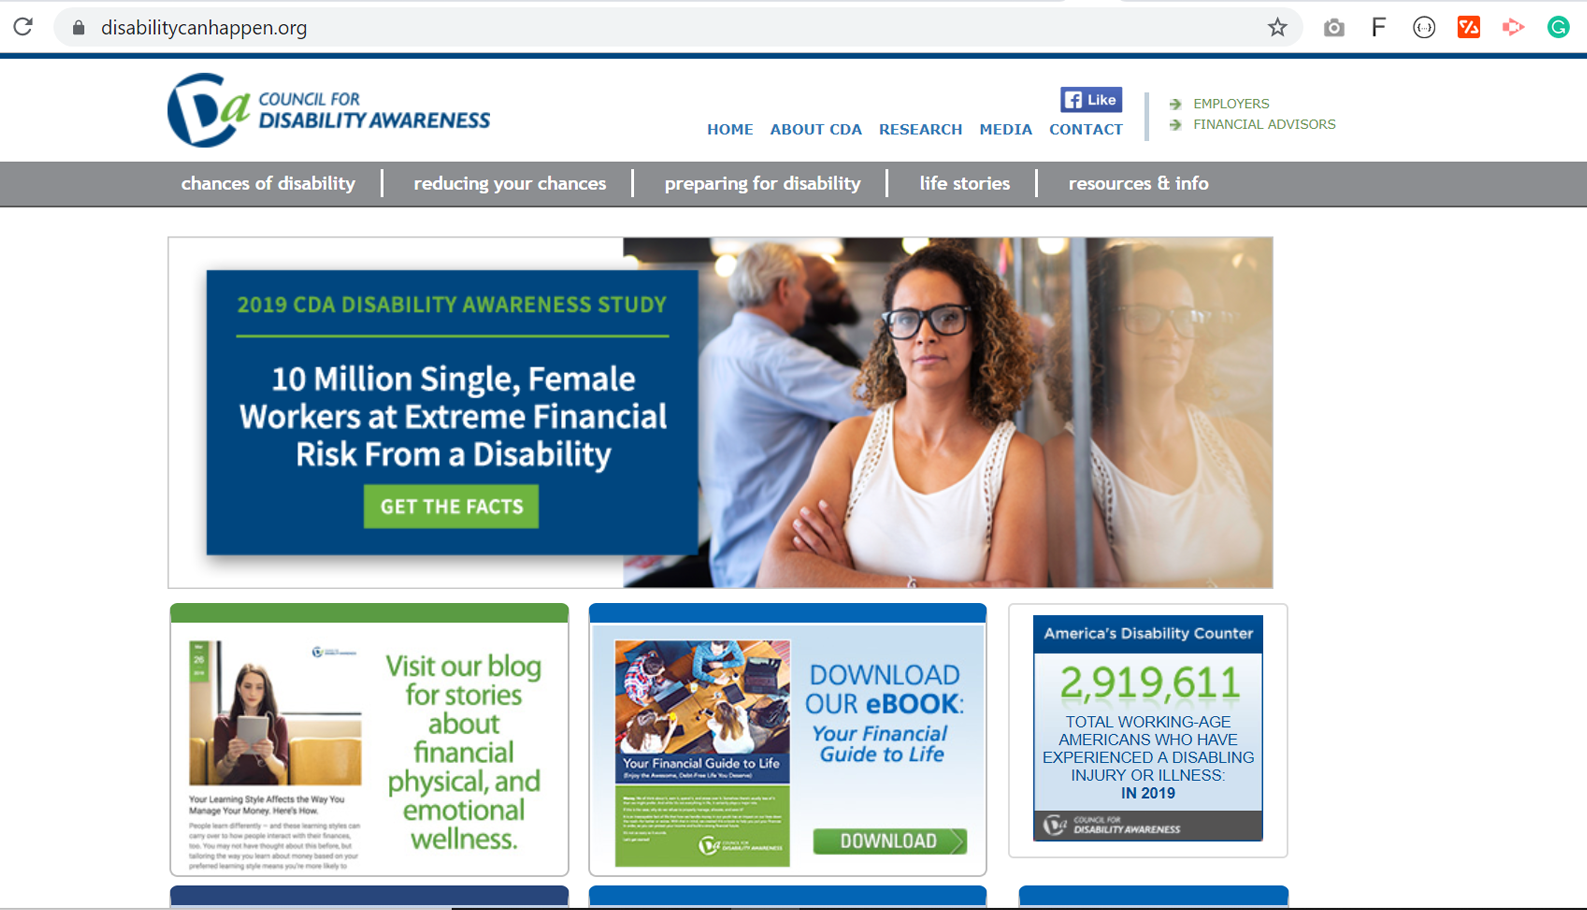 disabilitycanhappen.org
F
Da COUNCIL FOR
DISABILITY AWARENESS
Like
HOME ABOUT CDA RESEARCH MEDIA CONTACT
EMPLOYERS
FINANCIAL ADVISORS
chances of disability
reducing your chances
preparing for disability
life stories
resources & info
2019 CDA DISABILITY AWARENESS STUDY
10 Million Single, Female
Workers at Extreme Financial
Risk From a Disability
GET THE FACTS
26
Your Learning Style Affects the Way You
Manage Your Money. Here's How.
People learn differently — and these learning styles can
carry over to how people interact with their finances,
too. You may not have thought about this before, but
tailoring the way you learn about money based on your
preferred learning style means you're more likely to
Visit our blog
for stories
about
financial
physical, and
emotional
wellness.
Your Financial Guide to Life
(Enjoy the Awesome, Debt-Free Life You Deserve)
COUNCIL FOR
DISABILITY AWARENESS
DOWNLOAD
OUR eBOOK:
Your Financial
Guide to Life
DOWNLOAD
America's Disability Counter
2,919,611
TOTAL WORKING-AGE
AMERICANS WHO HAVE
EXPERIENCED A DISABLING
INJURY OR ILLNESS:
IN 2019
COUNCIL FOR
DISABILITY AWARENESS